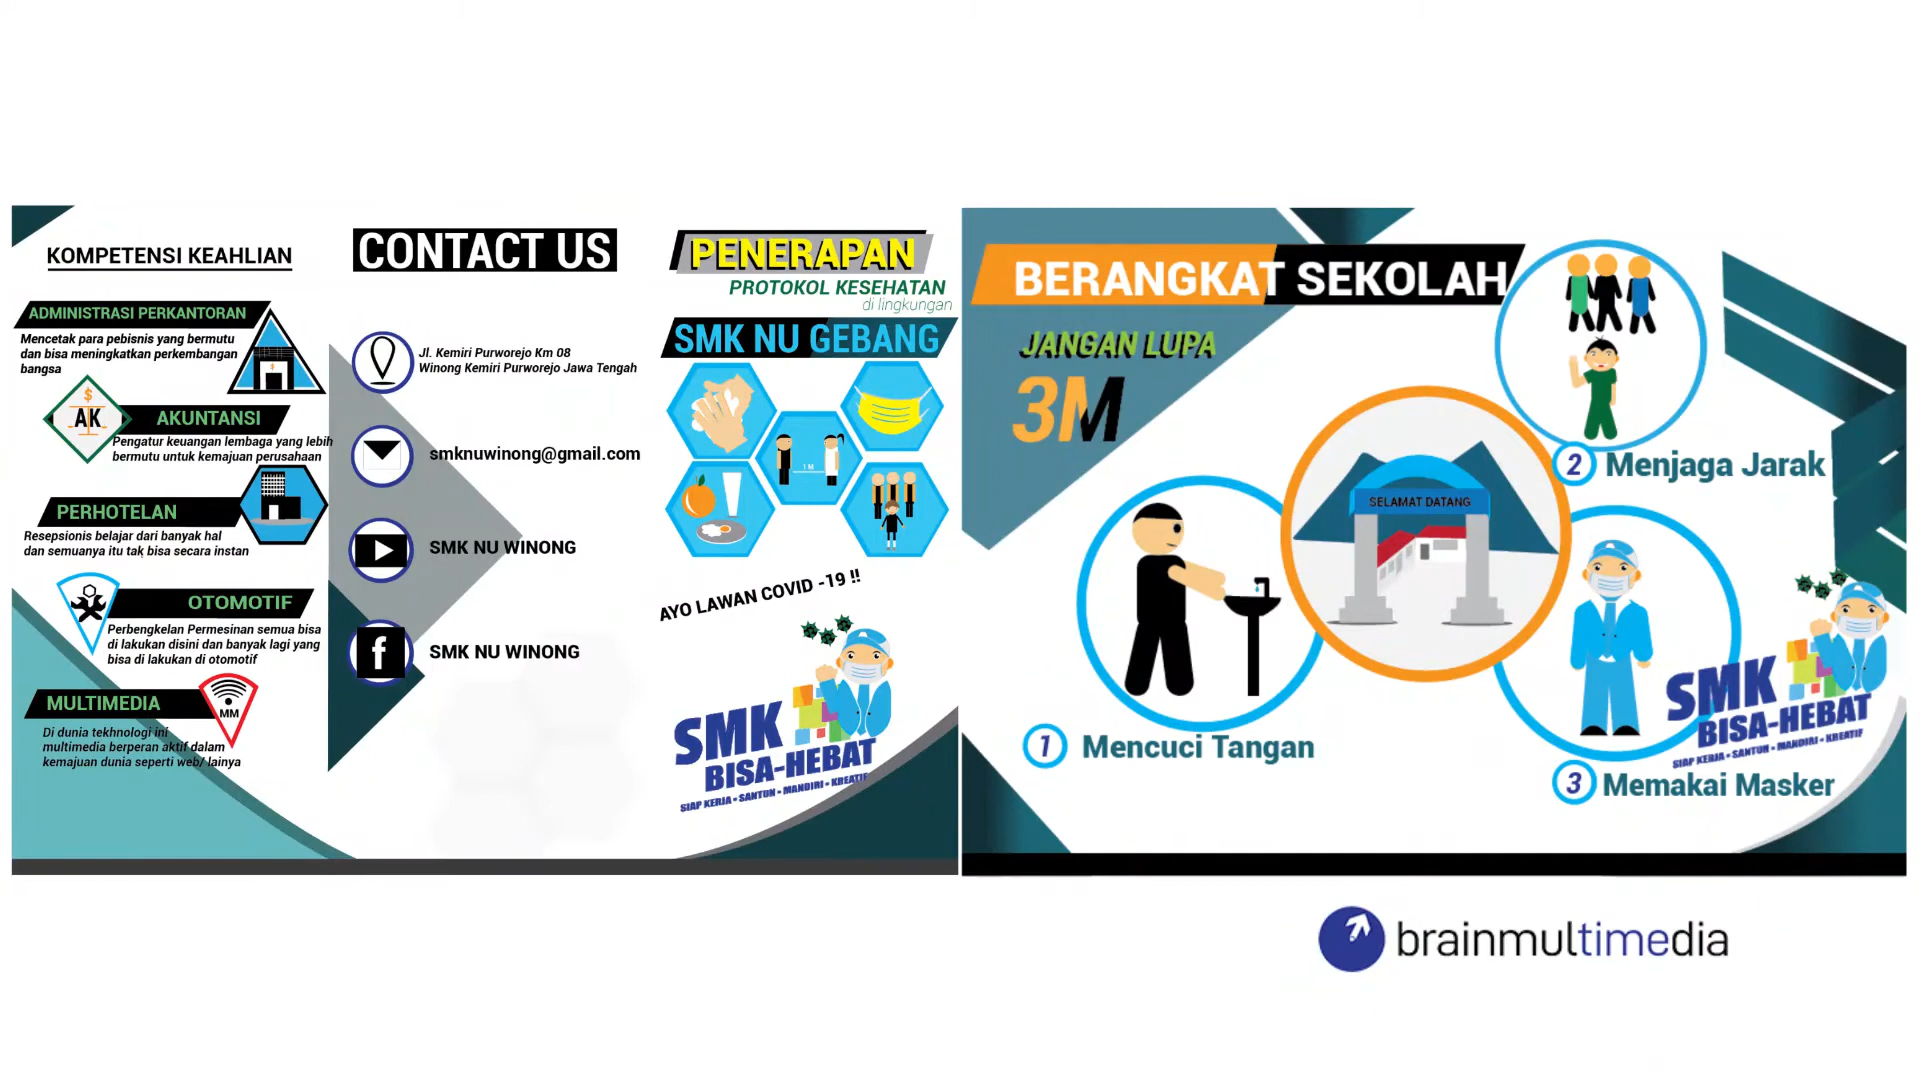 KOMPETENSI KEAHLIAN
ADMINISTRASI PERKANTORAN
Mencetak para pebisnis yang bermutu
dan bisa meningkatkan perkembangan
bangsa
$
AK
AKUNTANSI
Pengatur keuangan lembaga yang lebih
bermutu untuk kemajuan perusahaan
PERHOTELAN
Resepsionis belajar dari banyak hal
dan semuanya itu tak bisa secara instan
OTOMOTIF
Perbengkelan Permesinan semua bisa
di lakukan disini dan banyak lagi yang
bisa di lakukan di otomotif
MULTIMEDIA
MM
Di dunia tekhnologi ini
multimedia berperan aktif dalam
kemajuan dunia seperti web/ lainya
CONTACT US
Jl. Kemiri Purworejo Km 08
Winong Kemiri Purworejo Jawa Tengah
smknuwinong@gmail.com
SMK NU WINONG
f
SMK NU WINONG
PENERAPAN
PROTOKOL KESEHATAN
di lingkungan
SMK NU GEBANG
1 M
AYO LAWAN COVID -19 !!
SMK
BISA-HEBAT
SIAP KERJA • SANTUN • MANDIRI • KREATIF
BERANGKAT SEKOLAH
JANGAN LUPA
3M
SELAMAT DATANG
1 Mencuci Tangan
2 Menjaga Jarak
3 Memakai Masker
SMK
BISA-HEBAT
SIAP KERJA • SANTUN • MANDIRI • KREATIF
brainmultimedia